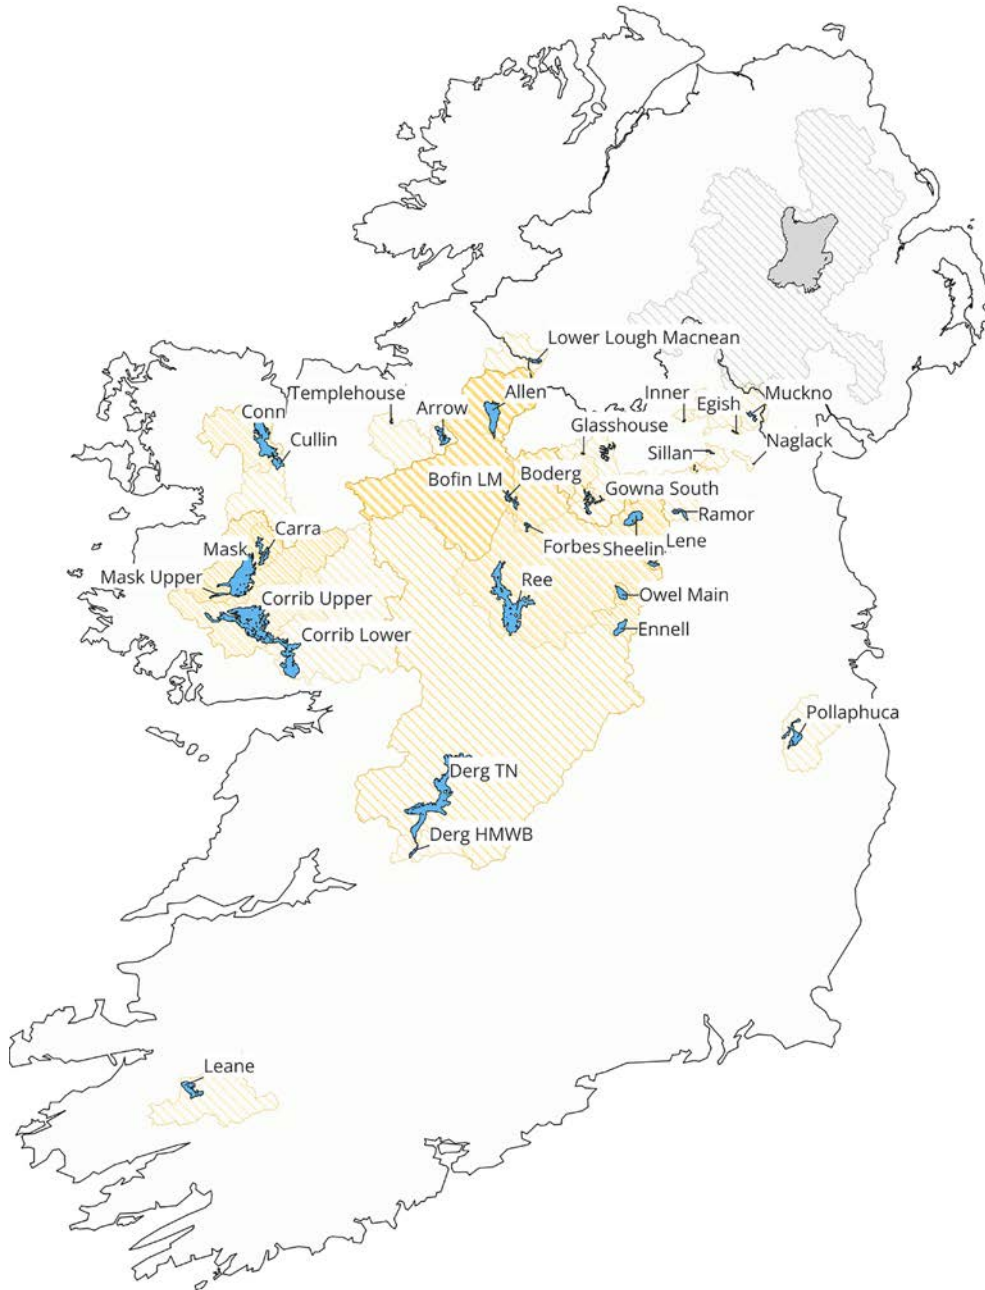 Lower Lough Macnean
Templehouse
Allen
Inner
Muckno
Conn
Arrow
Egish
Glasshouse
Cullin
Sillan
Naglack
Bofin LM
Boderg
Gowna South
Ramor
Carra
Forbes
Sheelin
Lene
Mask
Mask Upper
Ree
Owel Main
Corrib Upper
Ennell
Corrib Lower
Pollaphuca
Derg TN
Derg HMWB
Leane